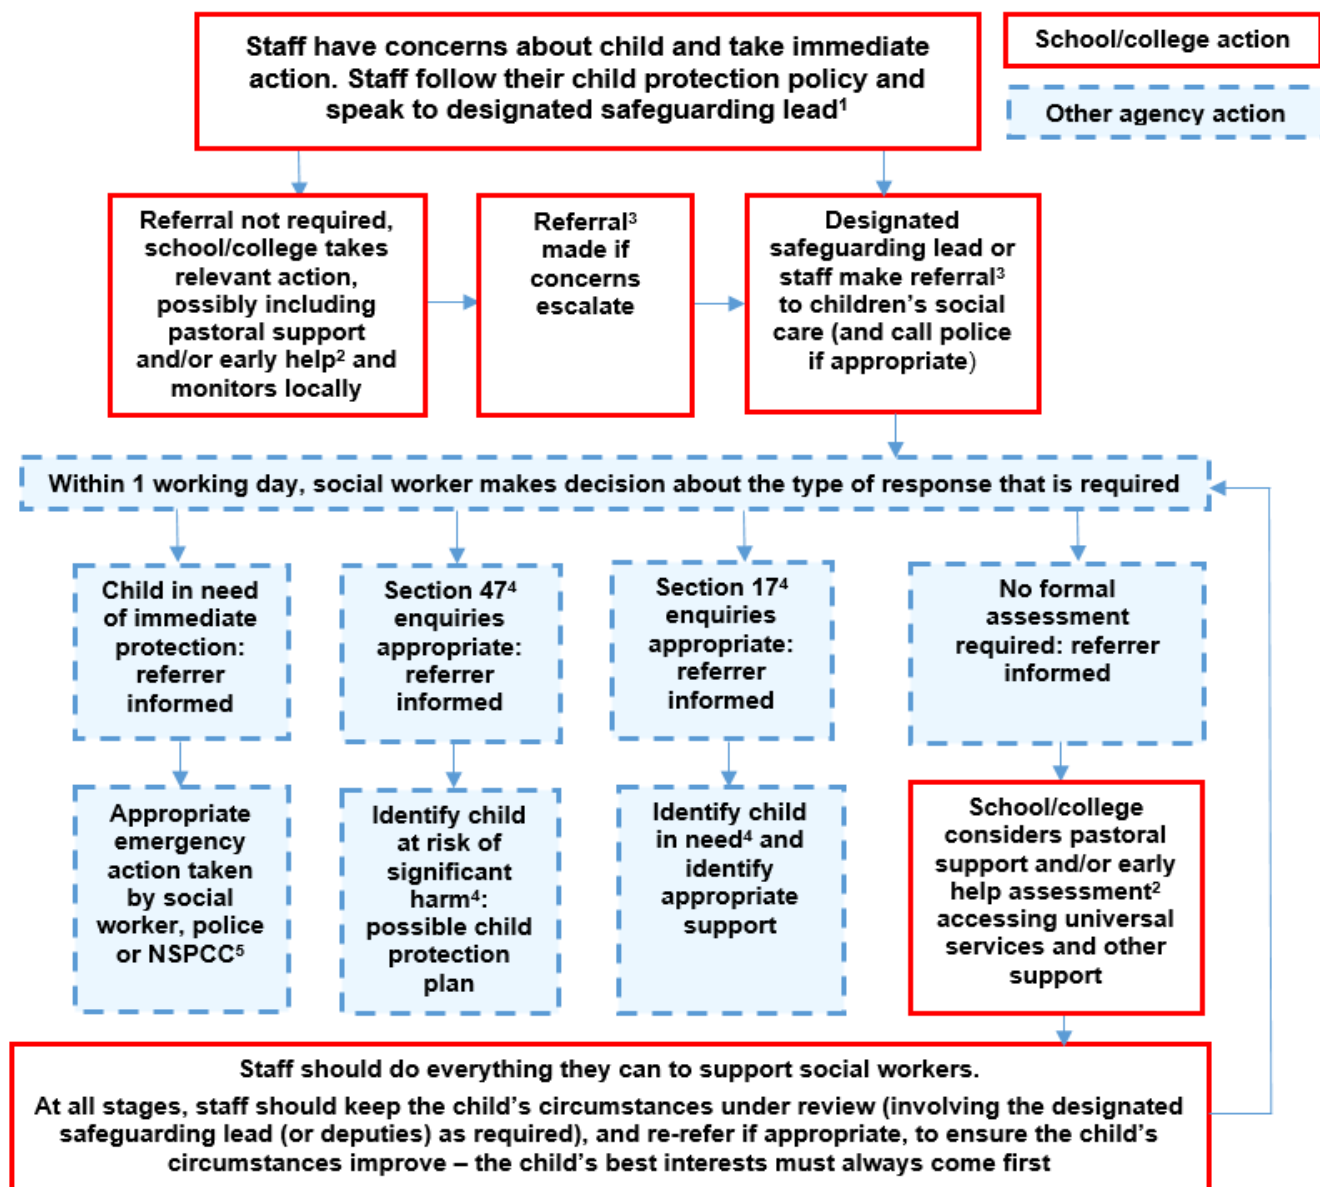 Staff have concerns about child and take immediate
action. Staff follow their child protection policy and
speak to designated safeguarding lead¹
School/college action
Other agency action
Referral not required,
school/college takes
relevant action,
possibly including
pastoral support
and/or early help² and
monitors locally
Referral³
made if
concerns
escalate
Designated
safeguarding lead or
staff make referral³
to children’s social
care (and call police
if appropriate)
Within 1 working day, social worker makes decision about the type of response that is required
Child in need
of immediate
protection:
referrer
informed
Section 47⁴
enquiries
appropriate:
referrer
informed
Section 17⁴
enquiries
appropriate:
referrer
informed
No formal
assessment
required: referrer
informed
Appropriate
emergency
action taken
by social
worker, police
or NSPCC⁵
Identify child
at risk of
significant
harm⁴:
possible child
protection
plan
Identify child
in need⁴ and
identify
appropriate
support
School/college
considers pastoral
support and/or early
help assessment²
accessing universal
services and other
support
Staff should do everything they can to support social workers.
At all stages, staff should keep the child’s circumstances under review (involving the designated
safeguarding lead (or deputies) as required), and re-refer if appropriate, to ensure the child’s
circumstances improve – the child’s best interests must always come first